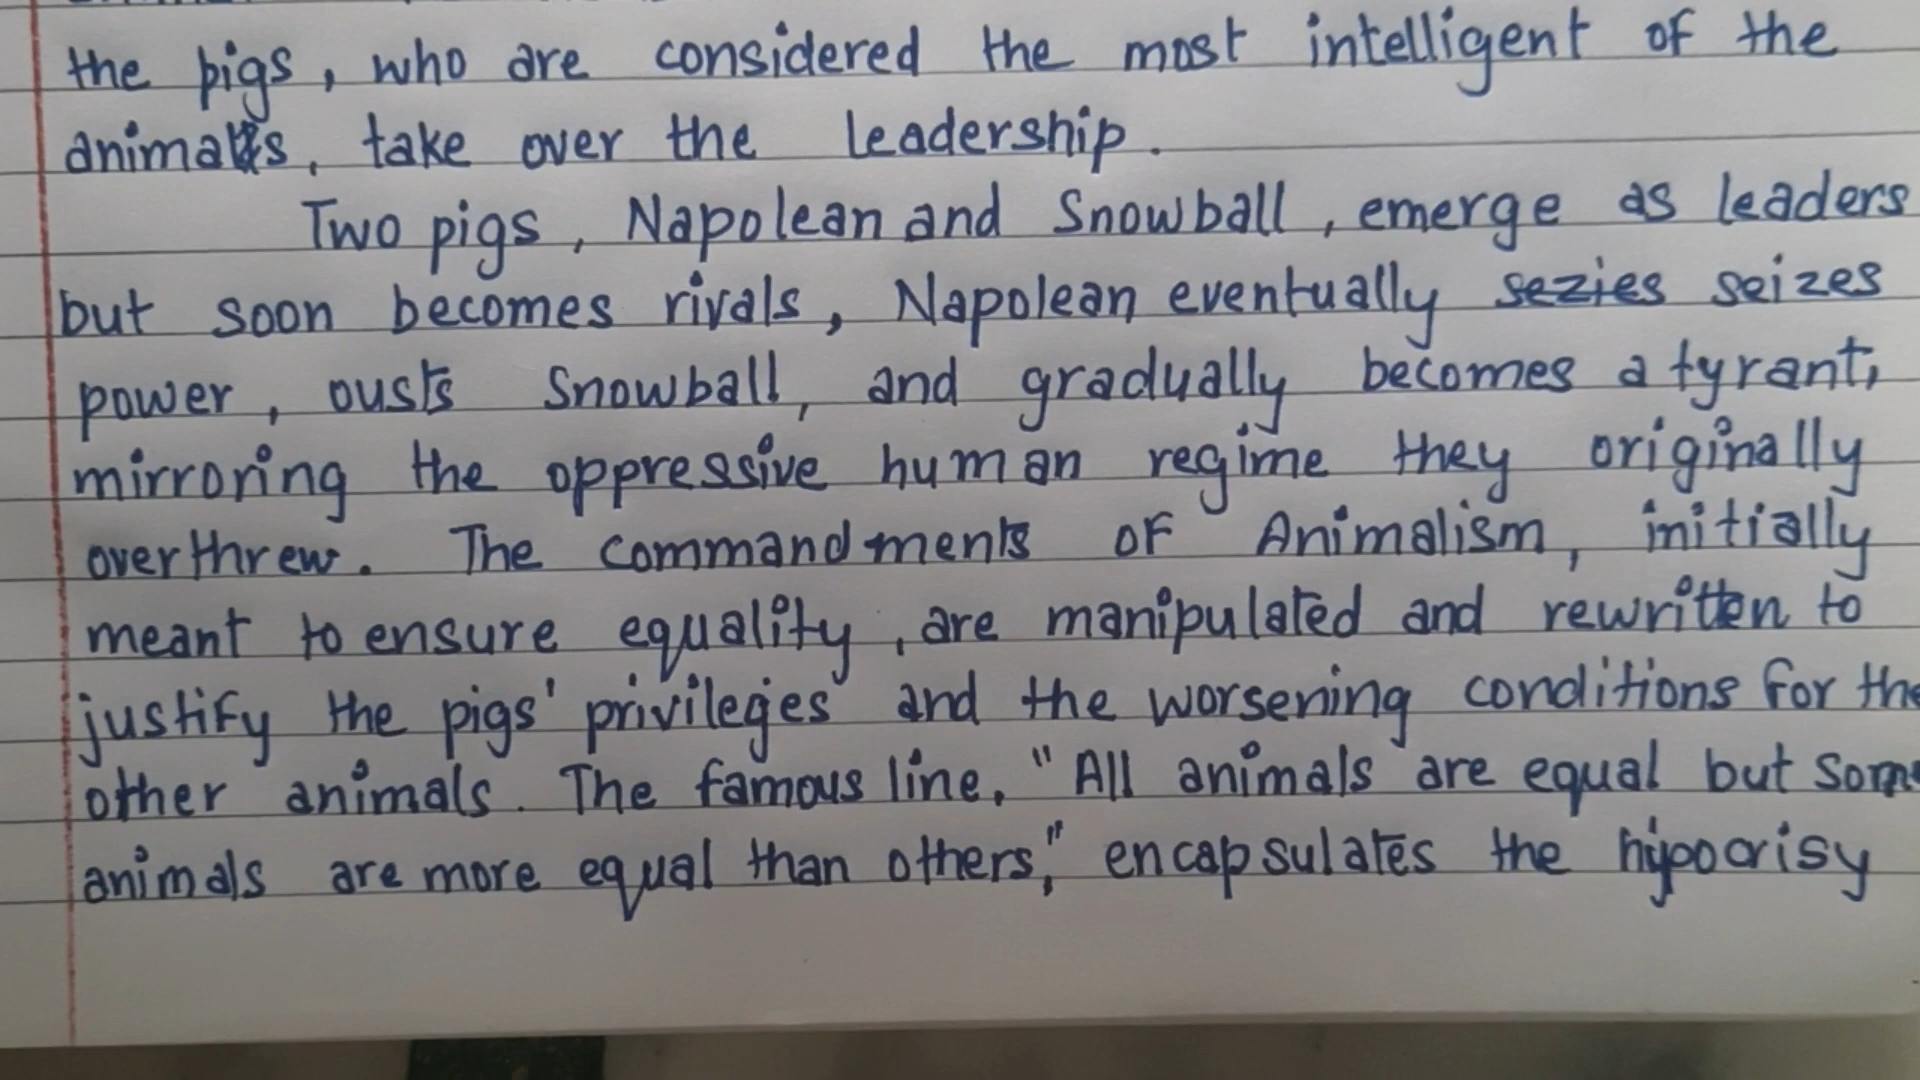 the pigs, who are considered the most intelligent of the
animals, take over the leadership.
Two pigs, Napolean and Snowball, emerge as leaders
but soon becomes rivals, Napolean eventually sezies seizes
power, ousts Snowball, and gradually becomes a tyrant,
mirroring the oppressive human regime they originally
overthrew. The commandments of Animalism, initially
meant to ensure equality, are manipulated and rewritten to
justify the pigs' privileges and the worsening conditions for the
other animals. The famous line, "All animals are equal but some
animals are more equal than others," encapsulates the hypocrisy